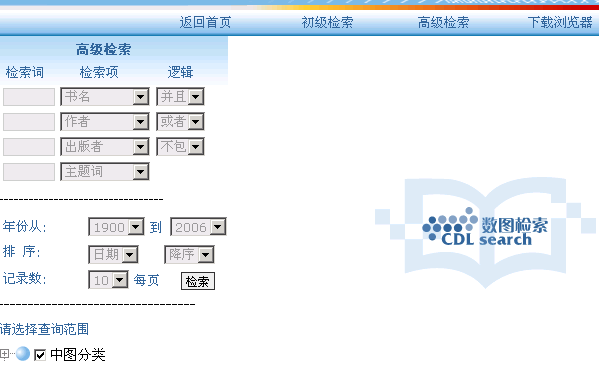 返回首页 初级检索 高级检索 下载浏览器
高级检索
检索词 检索项 逻辑
书名 并且
作者 或者
出版者 不包
主题词
年份从: 1900 到 2006
排 序: 日期 降序
记录数: 10 每页 检索
请选择查询范围
中图分类
数图检索
CDL search